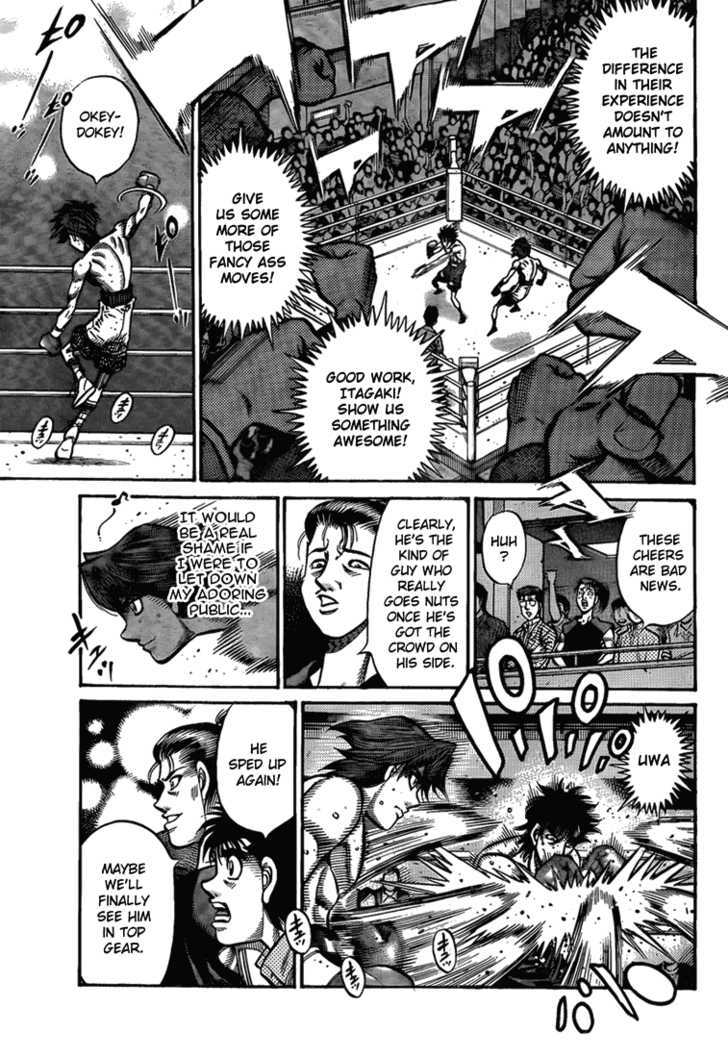 THE
DIFFERENCE
IN THEIR
EXPERIENCE
DOESN'T
AMOUNT TO
ANYTHING!
GIVE
US SOME
MORE OF
THOSE
FANCY ASS
MOVES!
GOOD WORK,
ITAGAKI!
SHOW US
SOMETHING
AWESOME!
OKEY-
DOKEY!
THESE
CHEERS
ARE BAD
NEWS.
HUH
?
CLEARLY,
HE'S THE
KIND OF
GUY WHO
REALLY
GOES NUTS
ONCE HE'S
GOT THE
CROWD ON
HIS SIDE.
IT WOULD
BE A REAL
SHAME IF
I WERE TO
LET DOWN
MY ADORING
PUBLIC...
UWA
HE
SPED UP
AGAIN!
MAYBE
WE'LL
FINALLY
SEE HIM
IN TOP
GEAR.